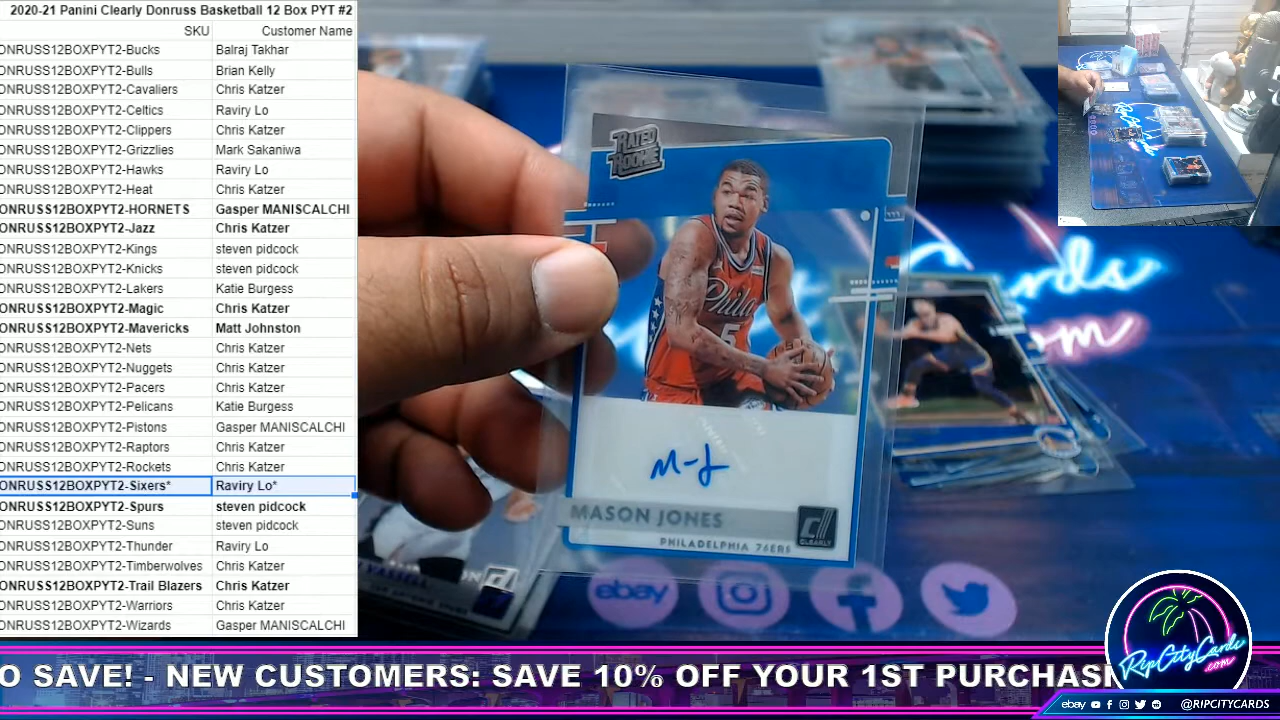 2020-21 Panini Clearly Donruss Basketball 12 Box PYT #2
SKU Customer Name
ONRUSS12BOXPYT2-Bucks Balraj Takhar
ONRUSS12BOXPYT2-Bulls Brian Kelly
ONRUSS12BOXPYT2-Cavaliers Chris Katzer
ONRUSS12BOXPYT2-Celtics Raviry Lo
ONRUSS12BOXPYT2-Clippers Chris Katzer
ONRUSS12BOXPYT2-Grizzlies Mark Sakaniwa
ONRUSS12BOXPYT2-Hawks Raviry Lo
ONRUSS12BOXPYT2-Heat Chris Katzer
ONRUSS12BOXPYT2-HORNETS Gasper MANISCALCHI
ONRUSS12BOXPYT2-Jazz Chris Katzer
ONRUSS12BOXPYT2-Kings steven pidcock
ONRUSS12BOXPYT2-Knicks steven pidcock
ONRUSS12BOXPYT2-Lakers Katie Burgess
ONRUSS12BOXPYT2-Magic Chris Katzer
ONRUSS12BOXPYT2-Mavericks Matt Johnston
ONRUSS12BOXPYT2-Nets Chris Katzer
ONRUSS12BOXPYT2-Nuggets Chris Katzer
ONRUSS12BOXPYT2-Pacers Chris Katzer
ONRUSS12BOXPYT2-Pelicans Katie Burgess
ONRUSS12BOXPYT2-Pistons Gasper MANISCALCHI
ONRUSS12BOXPYT2-Raptors Chris Katzer
ONRUSS12BOXPYT2-Rockets Chris Katzer
ONRUSS12BOXPYT2-Sixers* Raviry Lo*
ONRUSS12BOXPYT2-Spurs steven pidcock
ONRUSS12BOXPYT2-Suns steven pidcock
ONRUSS12BOXPYT2-Thunder Raviry Lo
ONRUSS12BOXPYT2-Timberwolves Chris Katzer
ONRUSS12BOXPYT2-Trail Blazers Chris Katzer
ONRUSS12BOXPYT2-Warriors Chris Katzer
ONRUSS12BOXPYT2-Wizards Gasper MANISCALCHI
RATED
ROOKIE
Phila
5
M-J
MASON JONES
PHILADELPHIA 76ERS
CLEARLY
ebay
O SAVE! - NEW CUSTOMERS: SAVE 10% OFF YOUR 1ST PURCHAS
RipCityCards
.com
ebay @RIPCITYCARDS